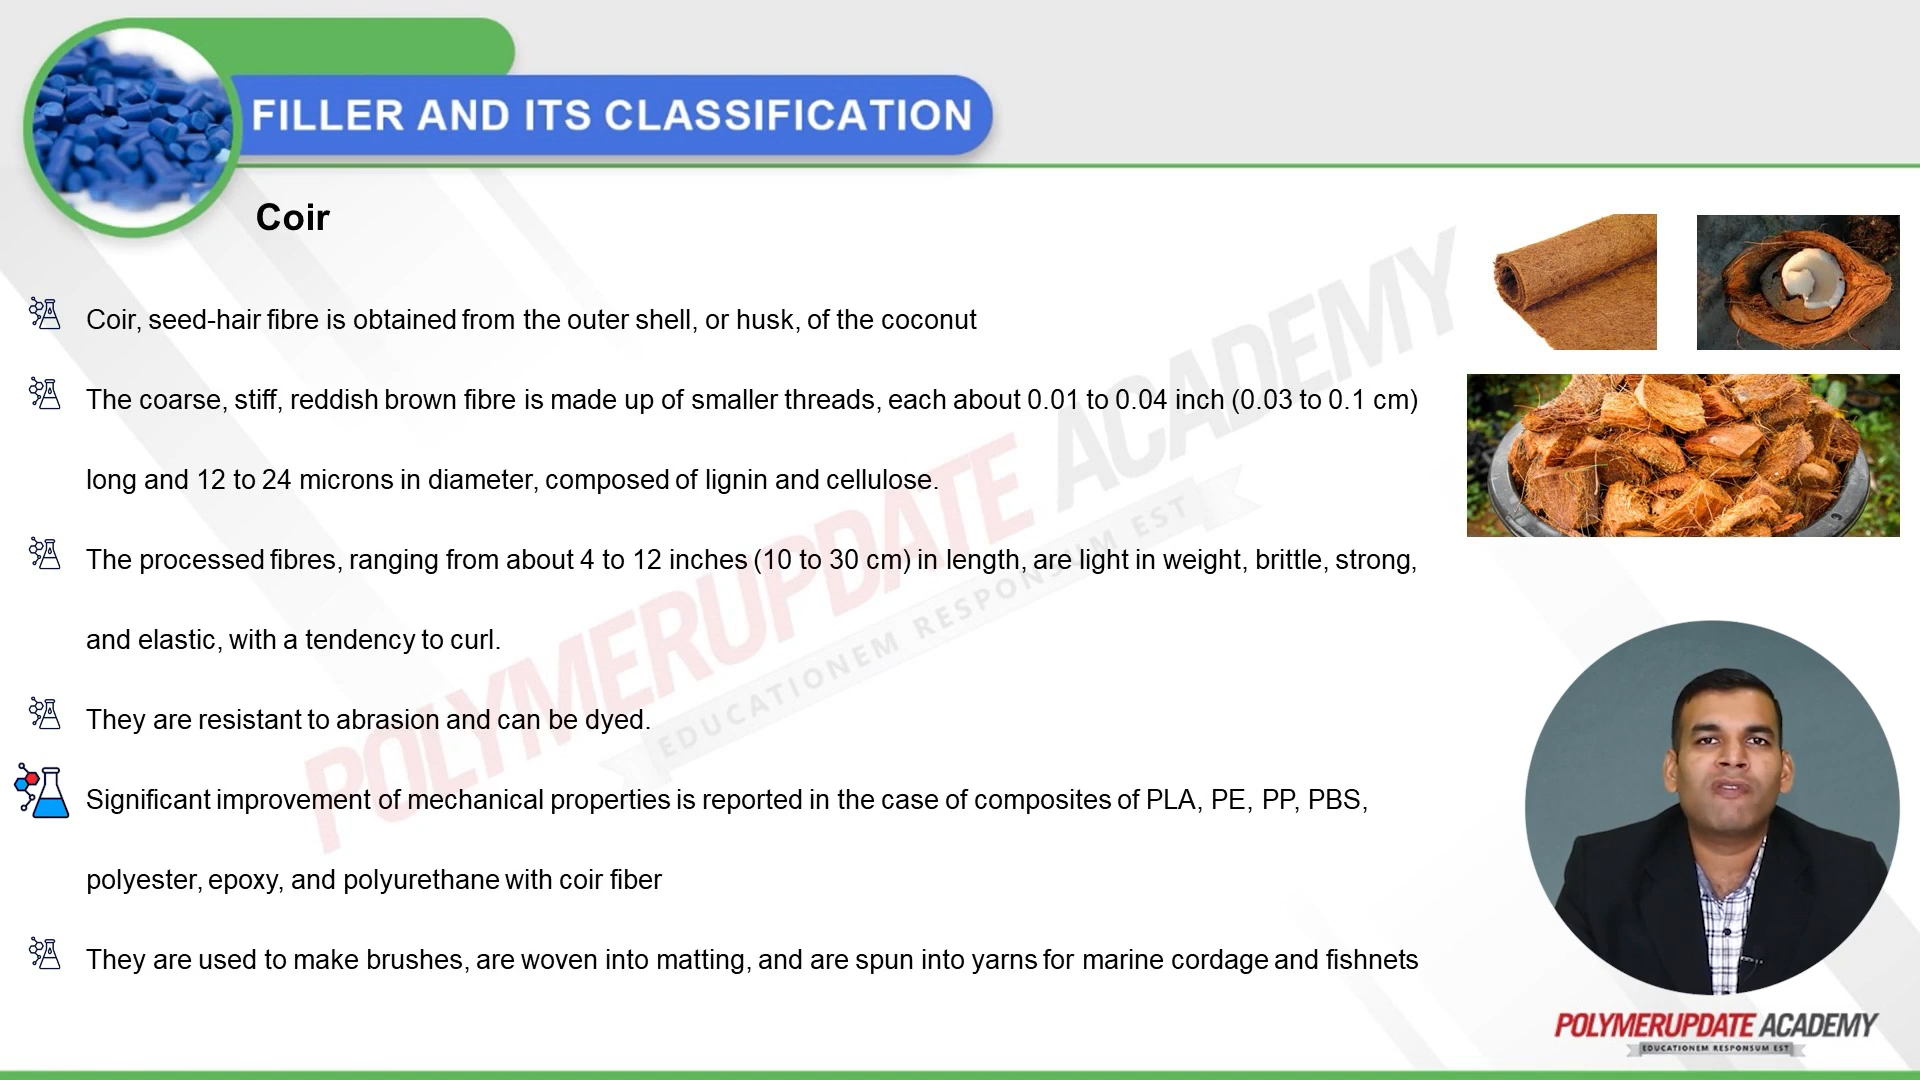 FILLER AND ITS CLASSIFICATION
Coir
Coir, seed-hair fibre is obtained from the outer shell, or husk, of the coconut
The coarse, stiff, reddish brown fibre is made up of smaller threads, each about 0.01 to 0.04 inch (0.03 to 0.1 cm)
long and 12 to 24 microns in diameter, composed of lignin and cellulose.
The processed fibres, ranging from about 4 to 12 inches (10 to 30 cm) in length, are light in weight, brittle, strong,
and elastic, with a tendency to curl.
They are resistant to abrasion and can be dyed.
Significant improvement of mechanical properties is reported in the case of composites of PLA, PE, PP, PBS,
polyester, epoxy, and polyurethane with coir fiber
They are used to make brushes, are woven into matting, and are spun into yarns for marine cordage and fishnets
POLYMERUPDATE ACADEMY
EDUCATIONEM RESPONSUM EST
POLYMERUPDATE ACADEMY
EDUCATIONEM RESPONSUM EST